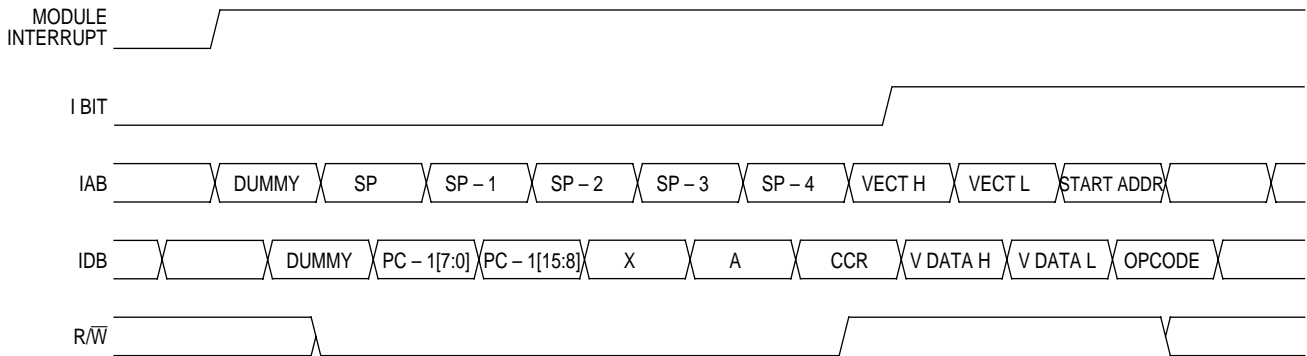 MODULE
INTERRUPT
I BIT
IAB DUMMY SP SP – 1 SP – 2 SP – 3 SP – 4 VECT H VECT L START ADDR
IDB DUMMY PC – 1[7:0] PC – 1[15:8] X A CCR V DATA H V DATA L OPCODE
R/W̅